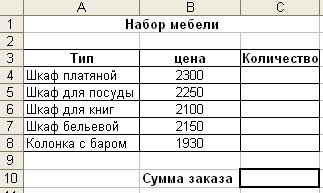 A B C
1 Набор мебели
2
3 Тип цена Количество
4 Шкаф платяной 2300
5 Шкаф для посуды 2250
6 Шкаф для книг 2100
7 Шкаф бельевой 2150
8 Колонка с баром 1930
9
10 Сумма заказа